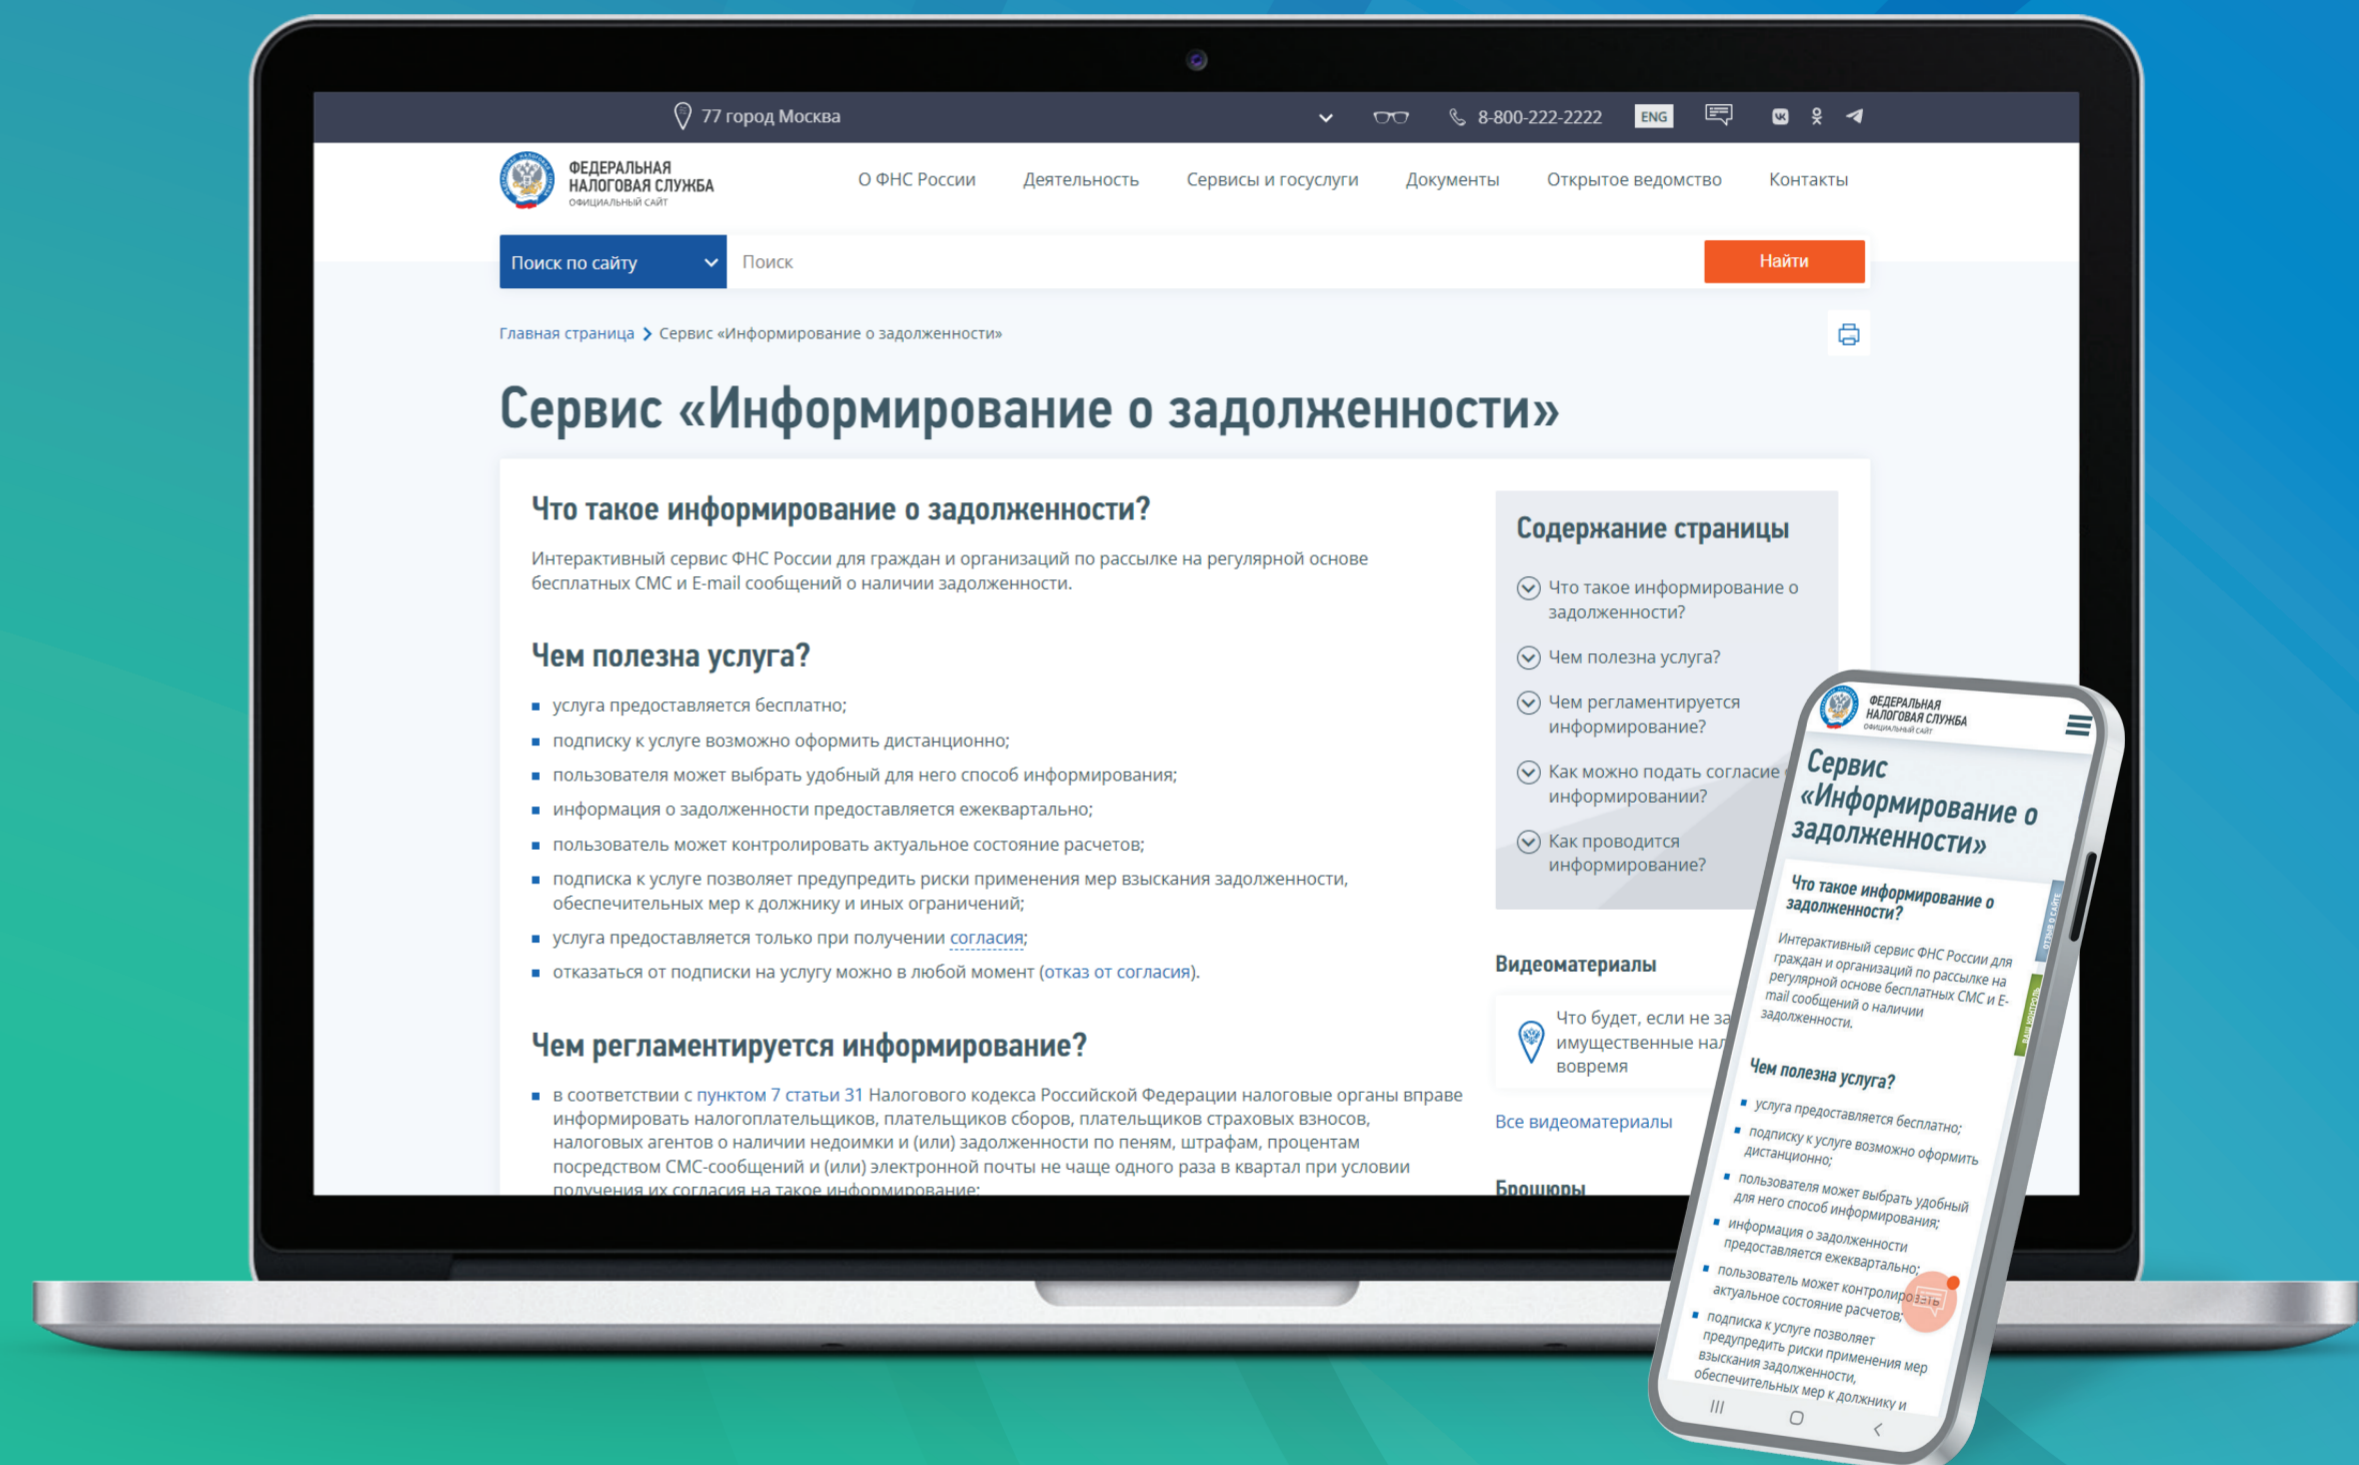 77 город Москва
8-800-222-2222
ENG
ФЕДЕРАЛЬНАЯ
НАЛОГОВАЯ СЛУЖБА
ОФИЦИАЛЬНЫЙ САЙТ
О ФНС России
Деятельность
Сервисы и госуслуги
Документы
Открытое ведомство
Контакты
Поиск по сайту
Поиск
Найти
Главная страница
Сервис «Информирование о задолженности»
Сервис «Информирование о задолженности»
Что такое информирование о задолженности?
Интерактивный сервис ФНС России для граждан и организаций по рассылке на регулярной основе
бесплатных СМС и E-mail сообщений о наличии задолженности.
Чем полезна услуга?
услуга предоставляется бесплатно;
подписку к услуге возможно оформить дистанционно;
пользователя может выбрать удобный для него способ информирования;
информация о задолженности предоставляется ежеквартально;
пользователь может контролировать актуальное состояние расчетов;
подписка к услуге позволяет предупредить риски применения мер взыскания задолженности,
обеспечительных мер к должнику и иных ограничений;
услуга предоставляется только при получении согласия;
отказаться от подписки на услугу можно в любой момент (отказ от согласия).
Чем регламентируется информирование?
в соответствии с пунктом 7 статьи 31 Налогового кодекса Российской Федерации налоговые органы вправе
информировать налогоплательщиков, плательщиков сборов, плательщиков страховых взносов,
налоговых агентов о наличии недоимки и (или) задолженности по пеням, штрафам, процентам
посредством СМС-сообщений и (или) электронной почты не чаще одного раза в квартал при условии
получения их согласия на такое информирование;
Содержание страницы
Что такое информирование о
задолженности?
Чем полезна услуга?
Чем регламентируется
информирование?
Как можно подать согласие
информировании?
Как проводится
информирование?
Видеоматериалы
Что будет, если не за
имущественные нал
вовремя
Все видеоматериалы
Брошюры
ФЕДЕРАЛЬНАЯ
НАЛОГОВАЯ СЛУЖБА
ОФИЦИАЛЬНЫЙ САЙТ
Сервис
«Информирование о
задолженности»
Что такое информирование о
задолженности?
Интерактивный сервис ФНС России для
граждан и организаций по рассылке на
регулярной основе бесплатных СМС и E-
mail сообщений о наличии
задолженности.
ОТЗЫВ О САЙТЕ
ВАШ КОНТРОЛЬ
Чем полезна услуга?
услуга предоставляется бесплатно;
подписку к услуге возможно оформить
дистанционно;
пользователя может выбрать удобный
для него способ информирования;
информация о задолженности
предоставляется ежеквартально;
пользователь может контролировать
актуальное состояние расчетов;
подписка к услуге позволяет
предупредить риски применения мер
взыскания задолженности,
обеспечительных мер к должнику и